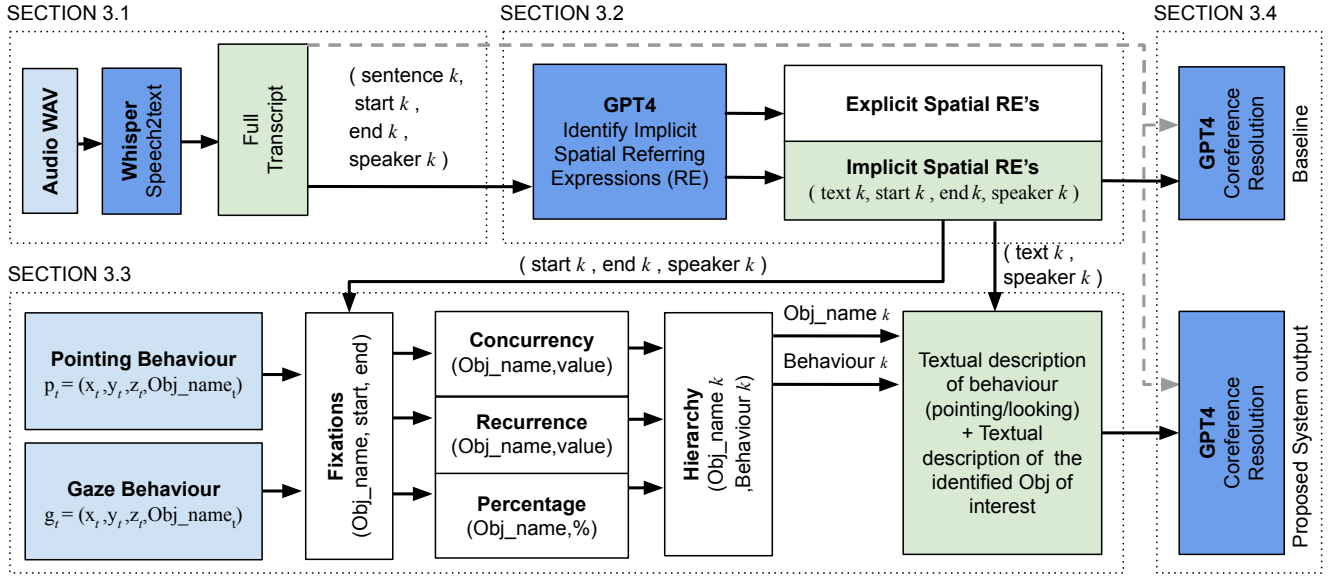 SECTION 3.1
SECTION 3.2
SECTION 3.4
Audio WAV
Whisper
Speech2text
Full
Transcript
( sentence k,
start k ,
end k ,
speaker k )
GPT4
Identify Implicit
Spatial Referring
Expressions (RE)
Explicit Spatial RE's
Implicit Spatial RE's
( text k, start k , end k, speaker k )
GPT4
Coreference
Resolution
Baseline
SECTION 3.3
( start k , end k , speaker k )
( text k ,
speaker k )
Pointing Behaviour
pₜ = (xₜ ,yₜ ,zₜ,Obj_nameₜ)
Gaze Behaviour
gₜ = (xₜ ,yₜ ,zₜ,Obj_nameₜ)
Fixations
(Obj_name, start, end)
Concurrency
(Obj_name,value)
Recurrence
(Obj_name,value)
Percentage
(Obj_name,%)
Hierarchy
(Obj_name k
,Behaviour k)
Obj_name k
Behaviour k
Textual description
of behaviour
(pointing/looking)
+ Textual
description of the
identified Obj of
interest
GPT4
Coreference
Resolution
Proposed System output